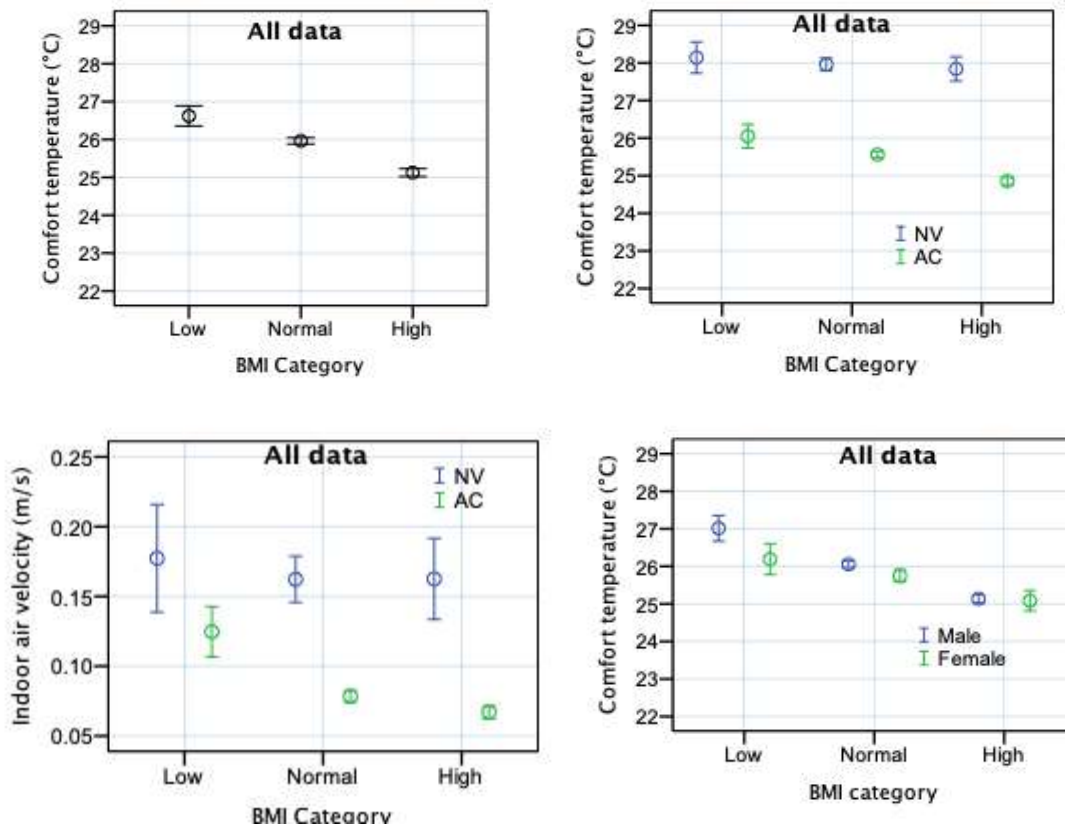 All data
Comfort temperature (°C)
29
28
27
26
25
24
23
22
Low Normal High
BMI Category
All data
Comfort temperature (°C)
29
28
27
26
25
24
23
22
NV
AC
Low Normal High
BMI Category
All data
Indoor air velocity (m/s)
0.25
0.20
0.15
0.10
0.05
NV
AC
Low Normal High
BMI Category
All data
Comfort temperature (°C)
29
28
27
26
25
24
23
22
Male
Female
Low Normal High
BMI category